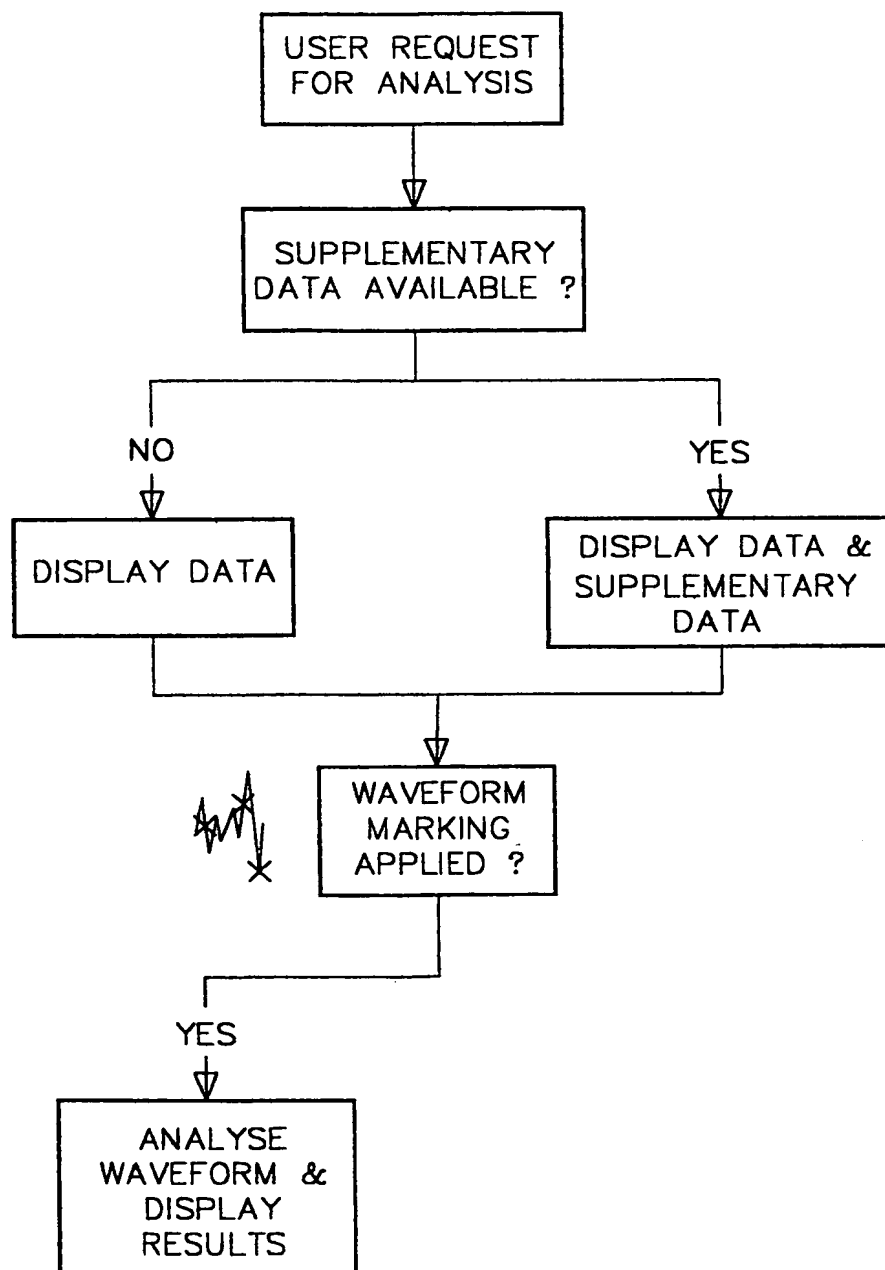 USER REQUEST
FOR ANALYSIS
SUPPLEMENTARY
DATA AVAILABLE ?
NO
YES
DISPLAY DATA
DISPLAY DATA &
SUPPLEMENTARY
DATA
WAVEFORM
MARKING
APPLIED ?
YES
ANALYSE
WAVEFORM &
DISPLAY
RESULTS